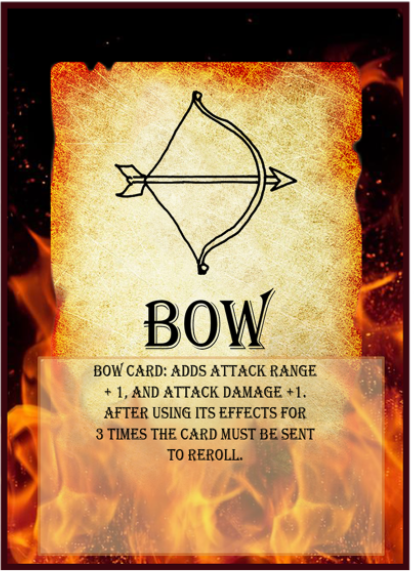 BOW
BOW CARD: ADDS ATTACK RANGE
+ 1, AND ATTACK DAMAGE +1.
AFTER USING ITS EFFECTS FOR
3 TIMES THE CARD MUST BE SENT
TO REROLL.